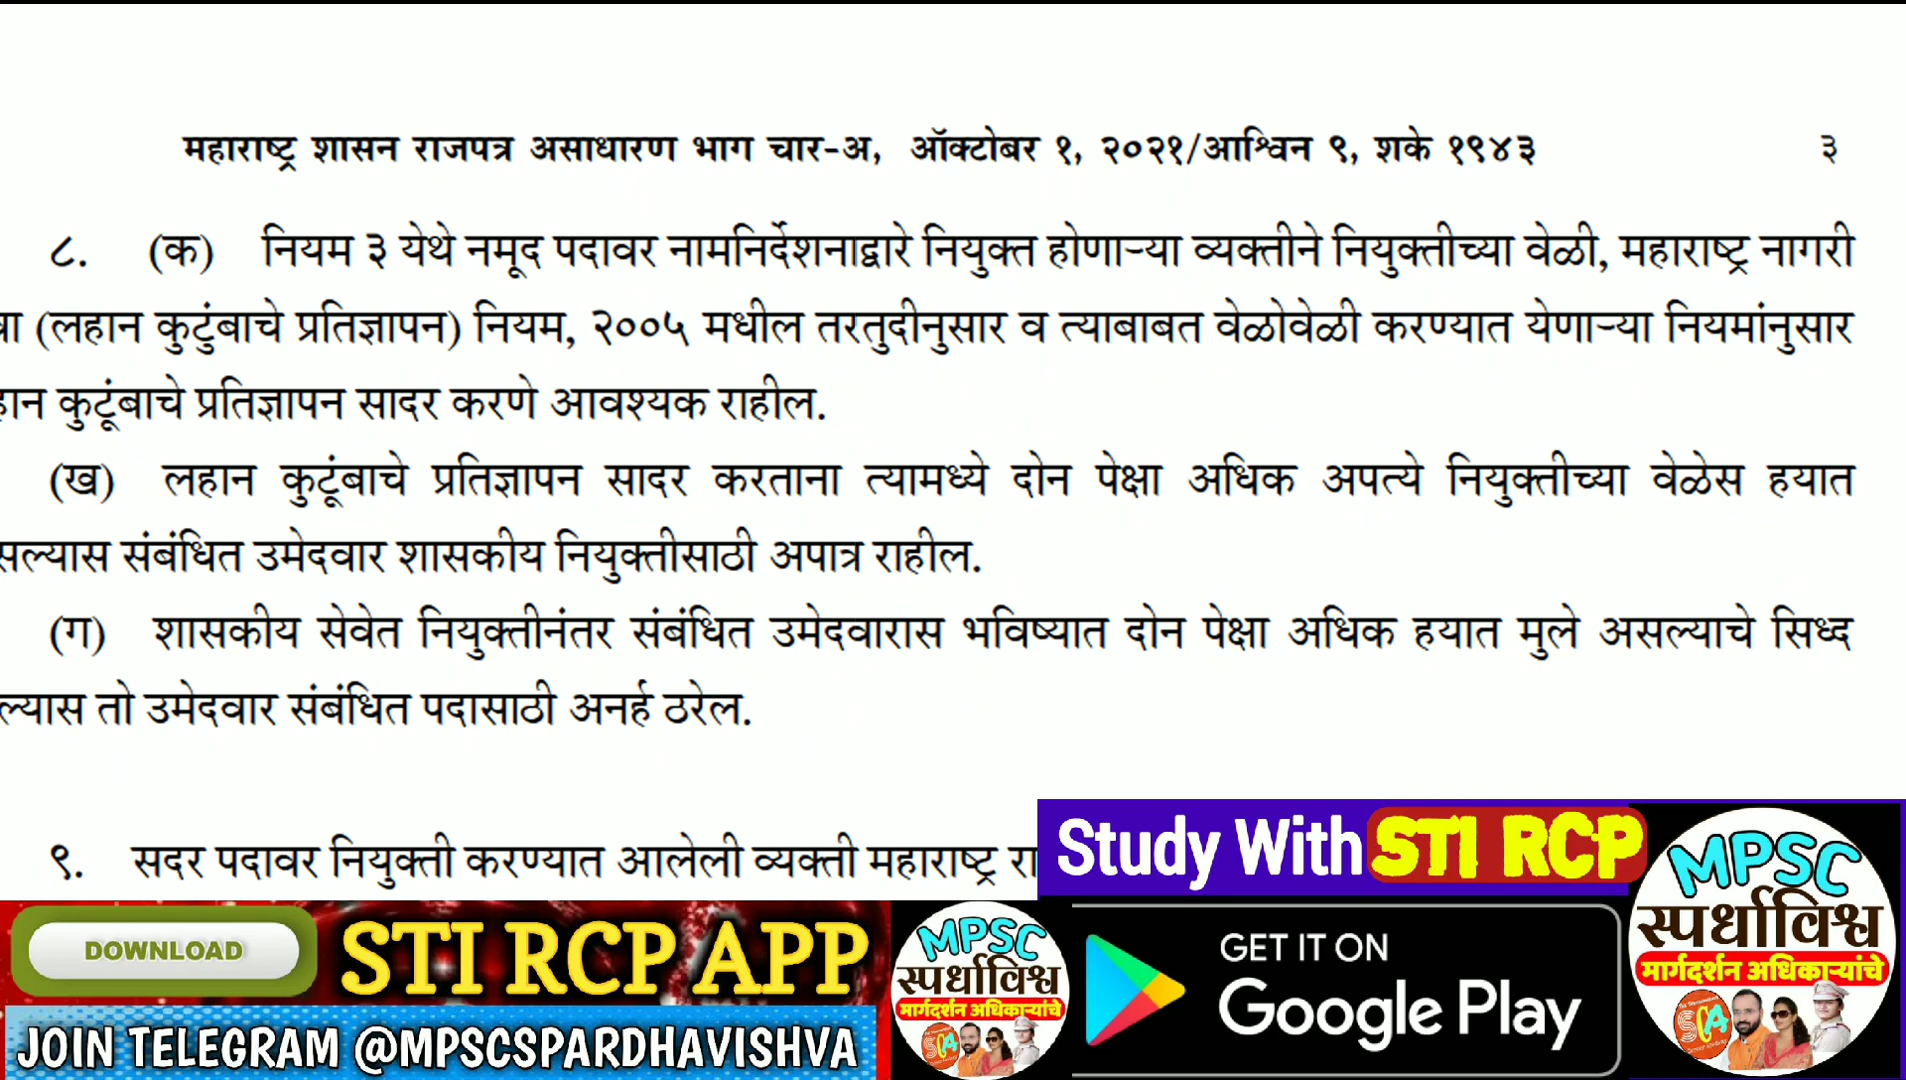 महाराष्ट्र शासन राजपत्र असाधारण भाग चार-अ, ऑक्टोबर १, २०२१/आश्विन ९, शके १९४३ ३
८. (क) नियम ३ येथे नमूद पदावर नामनिर्देशनाद्वारे नियुक्त होणाऱ्या व्यक्तीने नियुक्तीच्या वेळी, महाराष्ट्र नागरी
(लहान कुटुंबाचे प्रतिज्ञापन) नियम, २००५ मधील तरतुदीनुसार व त्याबाबत वेळोवेळी करण्यात येणाऱ्या नियमांनुसार
कुटूंबाचे प्रतिज्ञापन सादर करणे आवश्यक राहील.
(ख) लहान कुटूंबाचे प्रतिज्ञापन सादर करताना त्यामध्ये दोन पेक्षा अधिक अपत्ये नियुक्तीच्या वेळेस हयात
सल्यास संबंधित उमेदवार शासकीय नियुक्तीसाठी अपात्र राहील.
(ग) शासकीय सेवेत नियुक्तीनंतर संबंधित उमेदवारास भविष्यात दोन पेक्षा अधिक हयात मुले असल्याचे सिध्द
ल्यास तो उमेदवार संबंधित पदासाठी अनर्ह ठरेल.
९. सदर पदावर नियुक्ती करण्यात आलेली व्यक्ती महाराष्ट्र रा
Study With STI RCP
DOWNLOAD
STI RCP APP
JOIN TELEGRAM @MPSCSPARDHAVISHVA
MPSC
स्पर्धाविश्व
मार्गदर्शन अधिकाऱ्यांचे
GET IT ON
Google Play
MPSC
स्पर्धाविश्व
मार्गदर्शन अधिकाऱ्यांचे